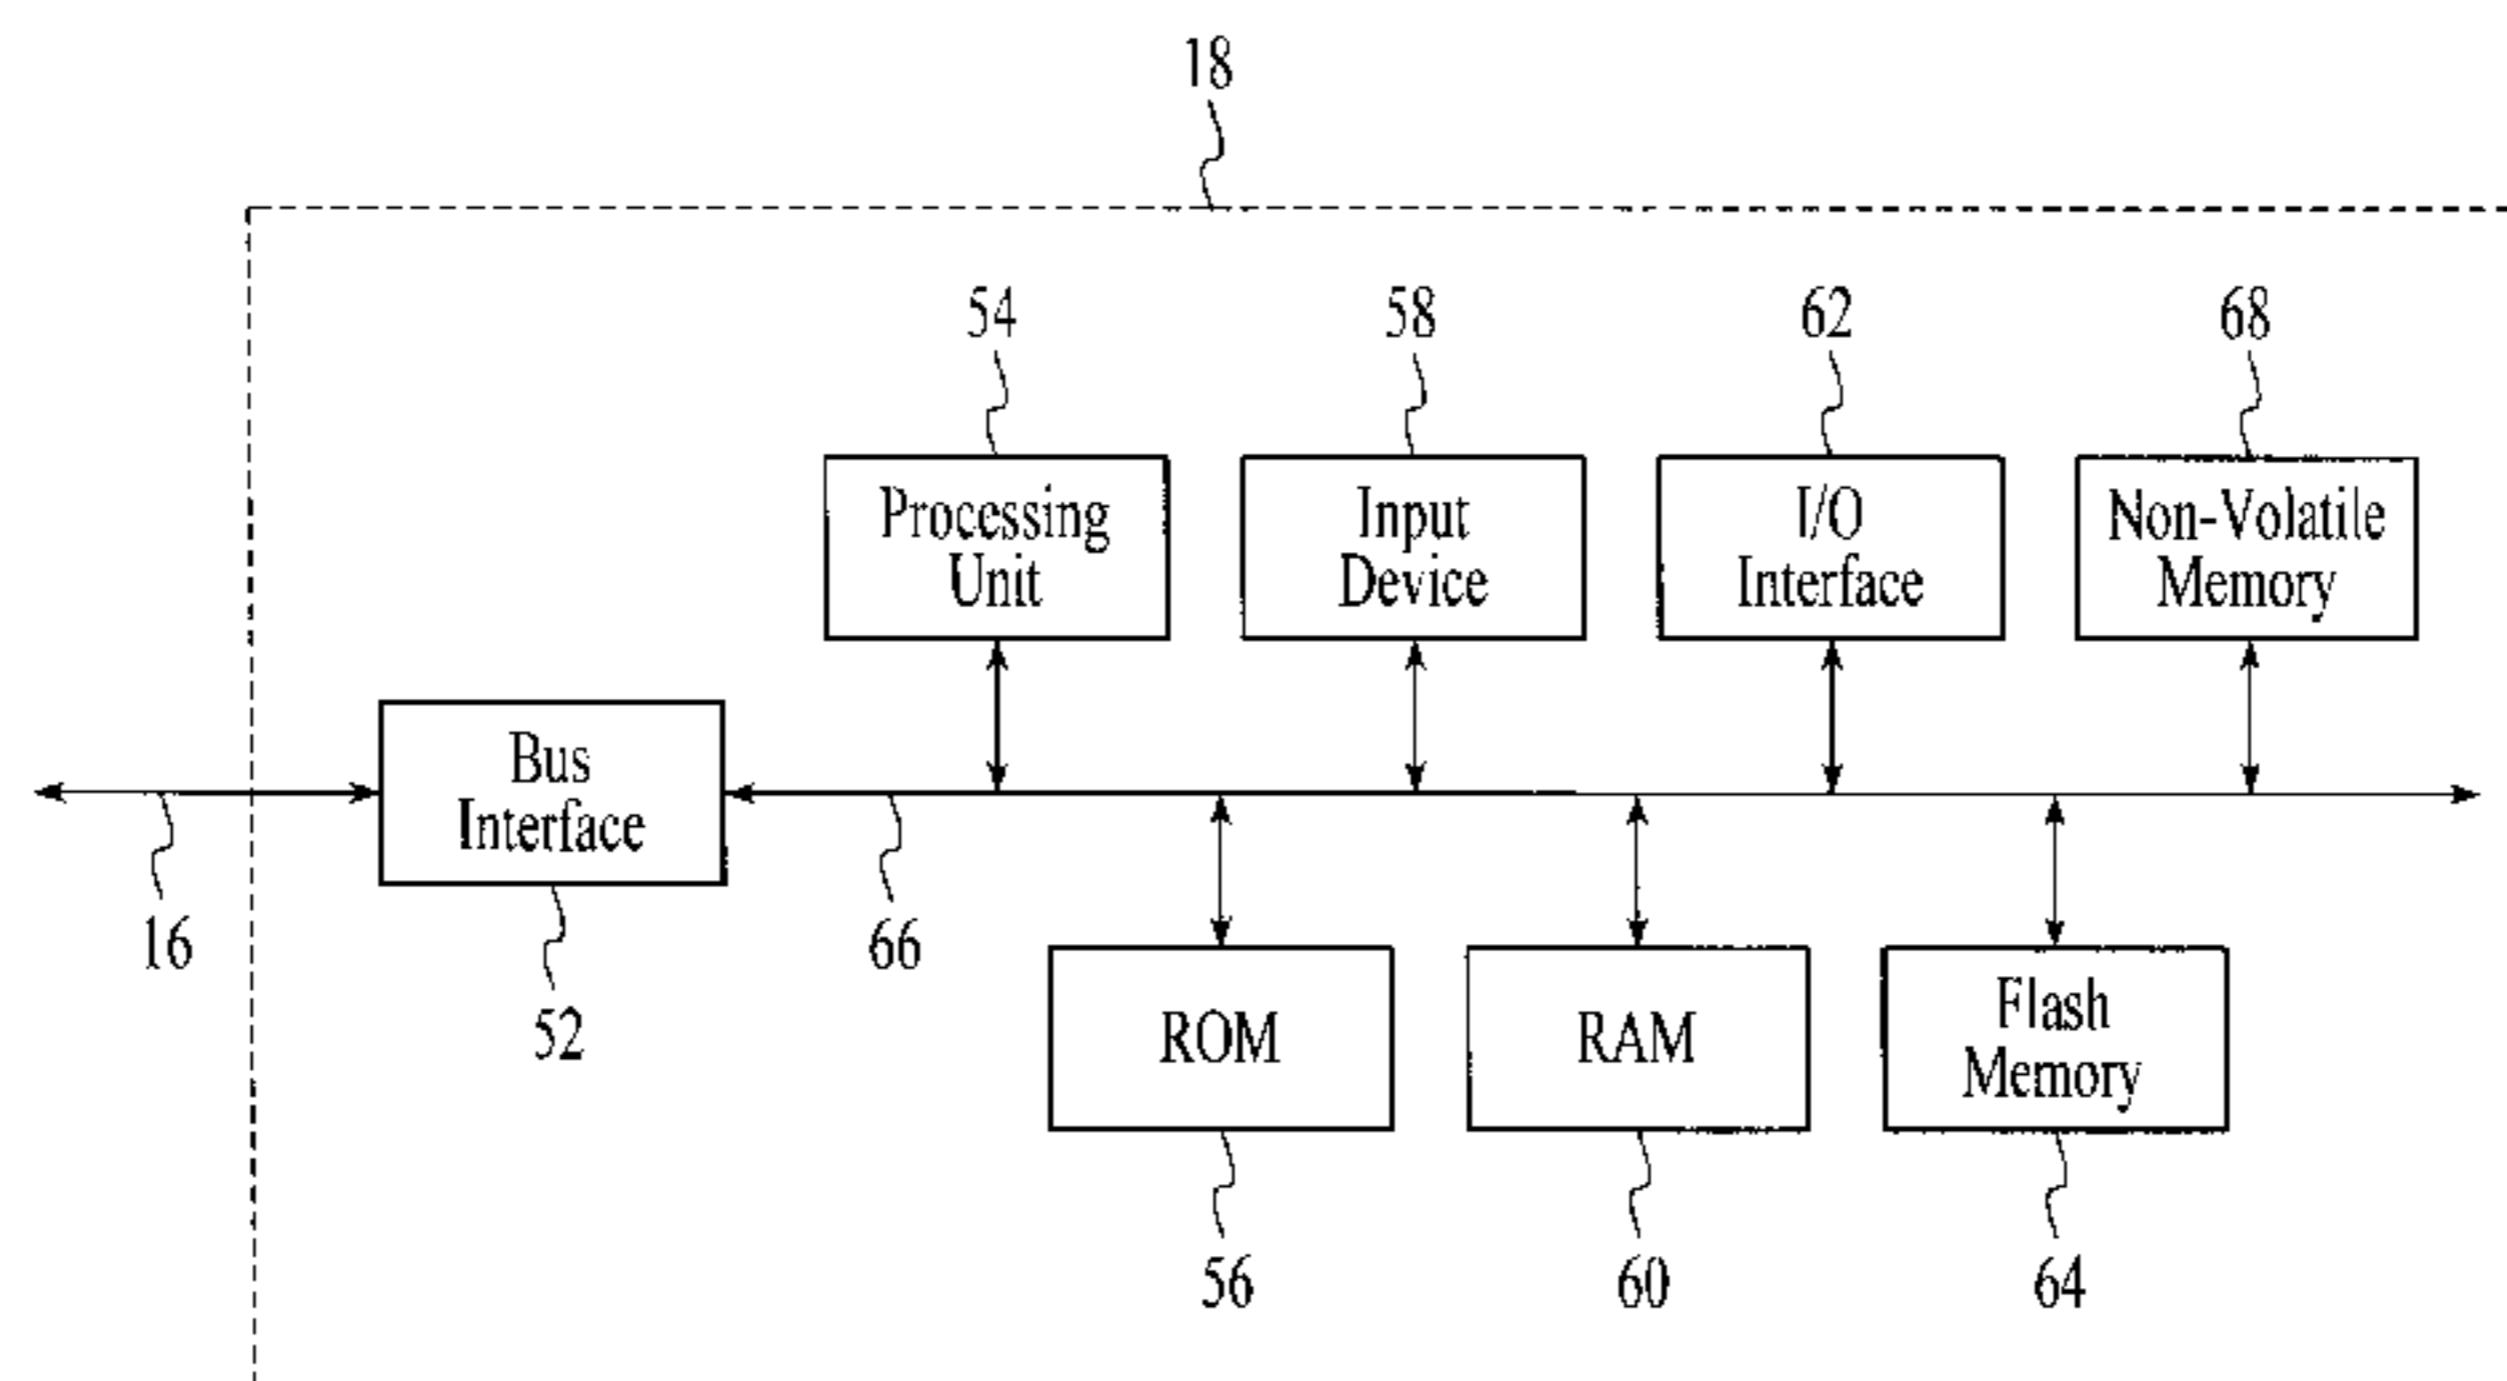 18
54
58
62
68
Processing
Unit
Input
Device
I/O
Interface
Non-Volatile
Memory
Bus
Interface
16
66
52
ROM
RAM
Flash
Memory
56
60
64